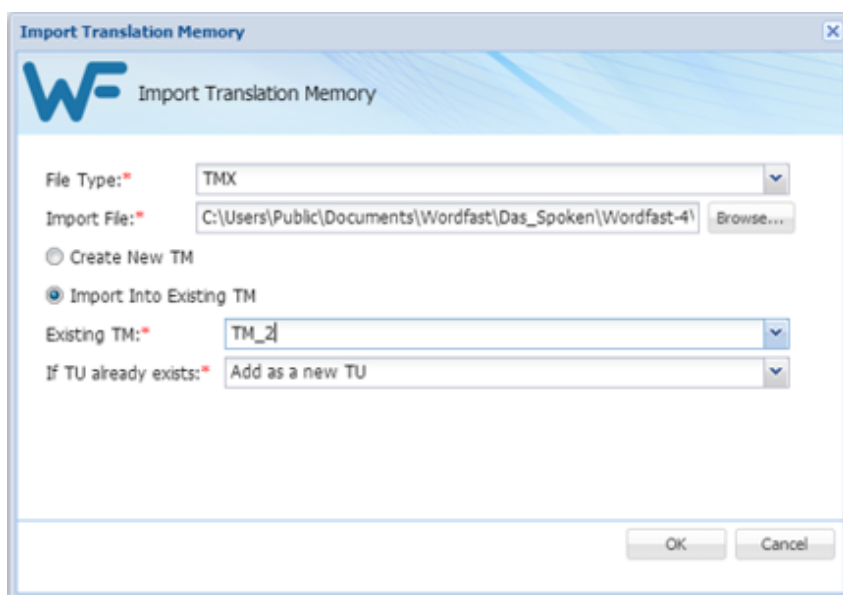 Import Translation Memory
WF Import Translation Memory
File Type:* TMX
Import File:* C:\Users\Public\Documents\Wordfast\Das_Spoken\Wordfast-4\ Browse...
Create New TM
Import Into Existing TM
Existing TM:* TM_2
If TU already exists:* Add as a new TU
OK Cancel